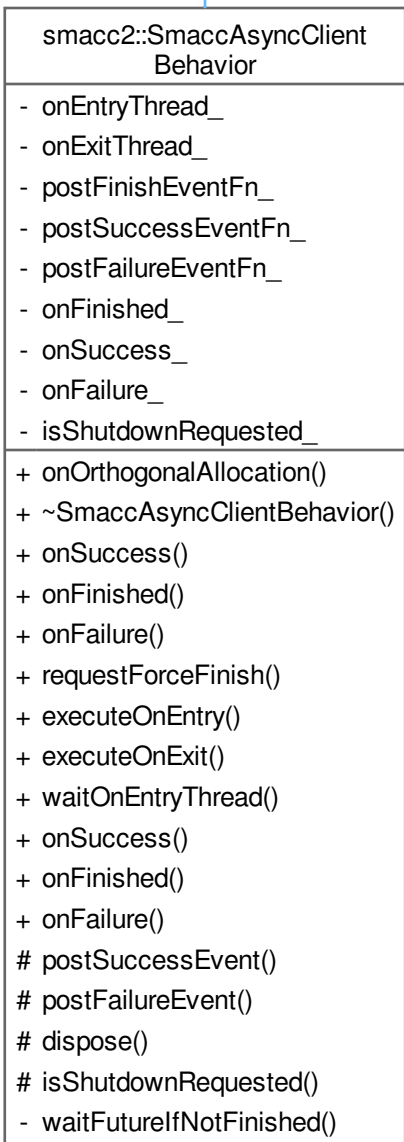 smacc2::SmaccAsyncClient
Behavior
- onEntryThread_
- onExitThread_
- postFinishEventFn_
- postSuccessEventFn_
- postFailureEventFn_
- onFinished_
- onSuccess_
- onFailure_
- isShutdownRequested_
+ onOrthogonalAllocation()
+ ~SmaccAsyncClientBehavior()
+ onSuccess()
+ onFinished()
+ onFailure()
+ requestForceFinish()
+ executeOnEntry()
+ executeOnExit()
+ waitOnEntryThread()
+ onSuccess()
+ onFinished()
+ onFailure()
# postSuccessEvent()
# postFailureEvent()
# dispose()
# isShutdownRequested()
- waitFutureIfNotFinished()